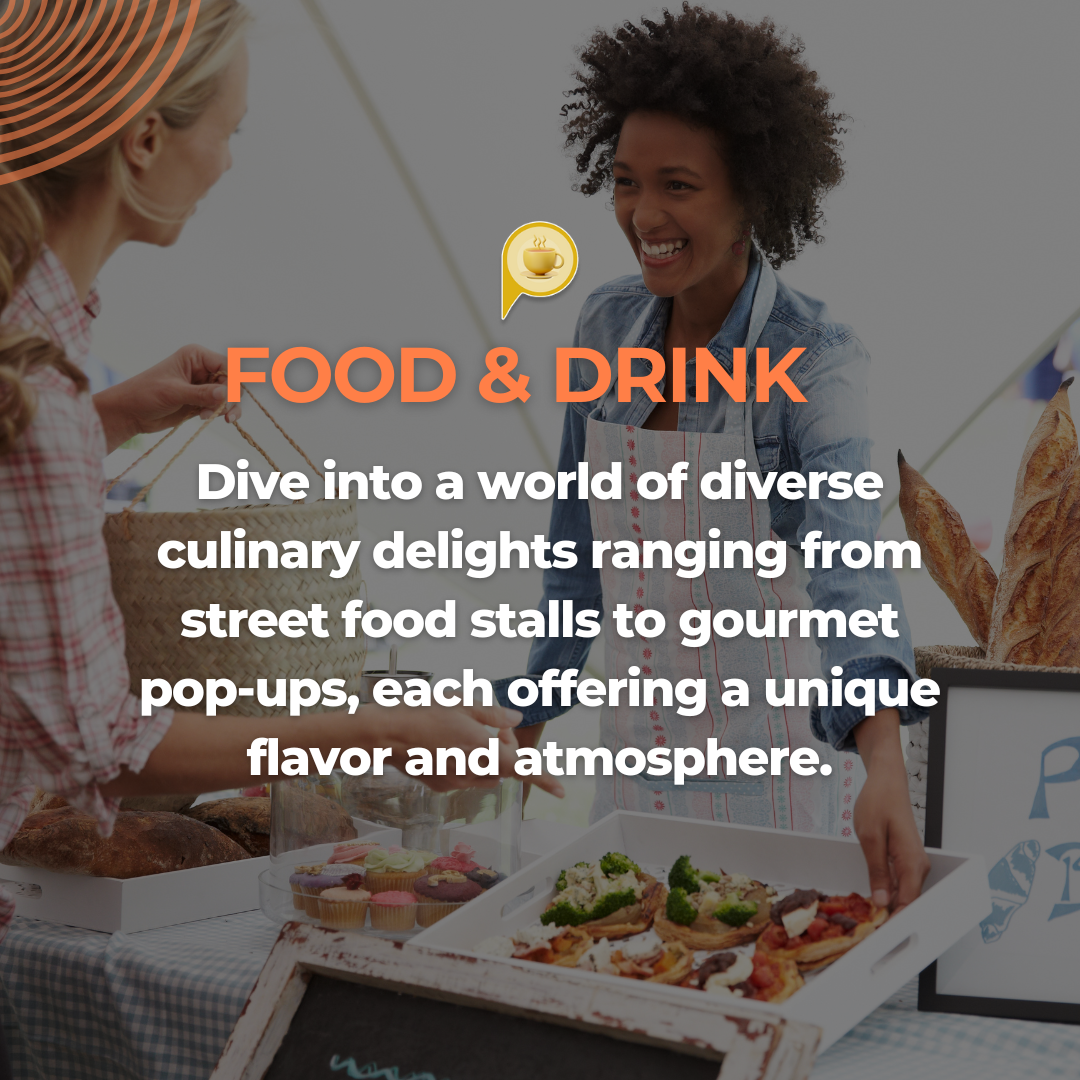 FOOD & DRINK
Dive into a world of diverse
culinary delights ranging from
street food stalls to gourmet
pop-ups, each offering a unique
flavor and atmosphere.